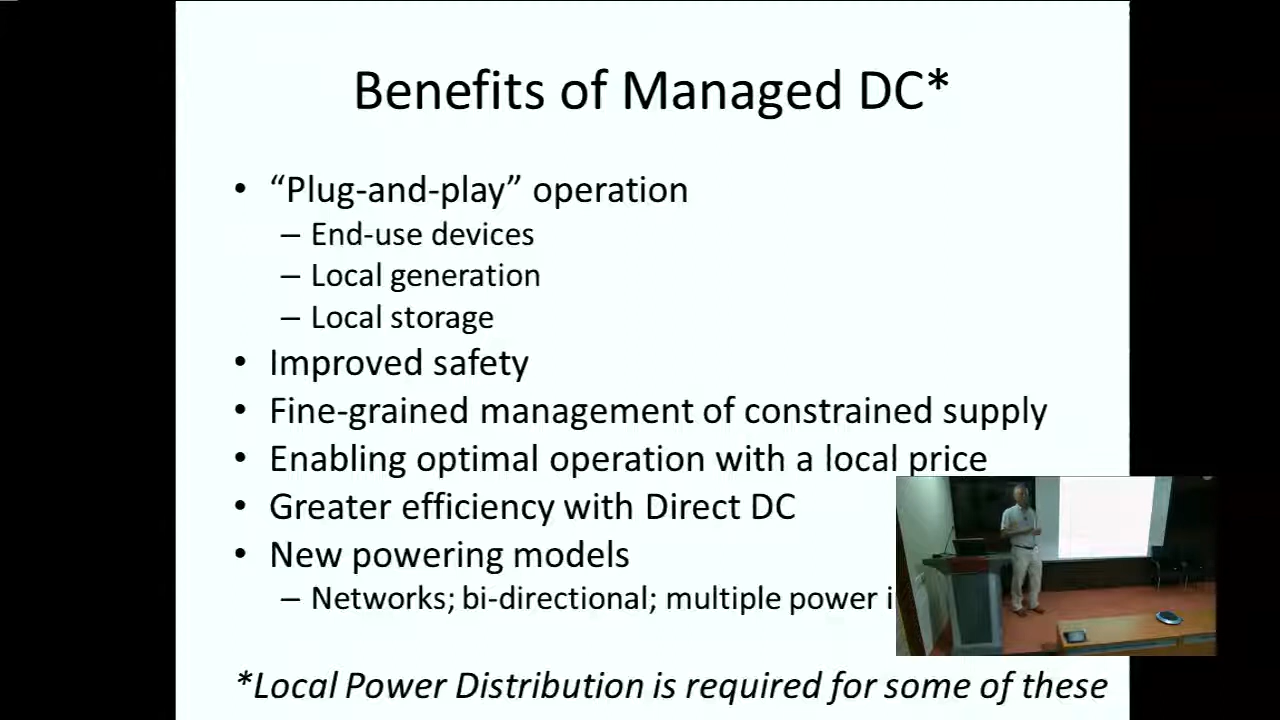 Benefits of Managed DC*
• “Plug-and-play” operation
– End-use devices
– Local generation
– Local storage
• Improved safety
• Fine-grained management of constrained supply
• Enabling optimal operation with a local price
• Greater efficiency with Direct DC
• New powering models
– Networks; bi-directional; multiple power
*Local Power Distribution is required for some of these